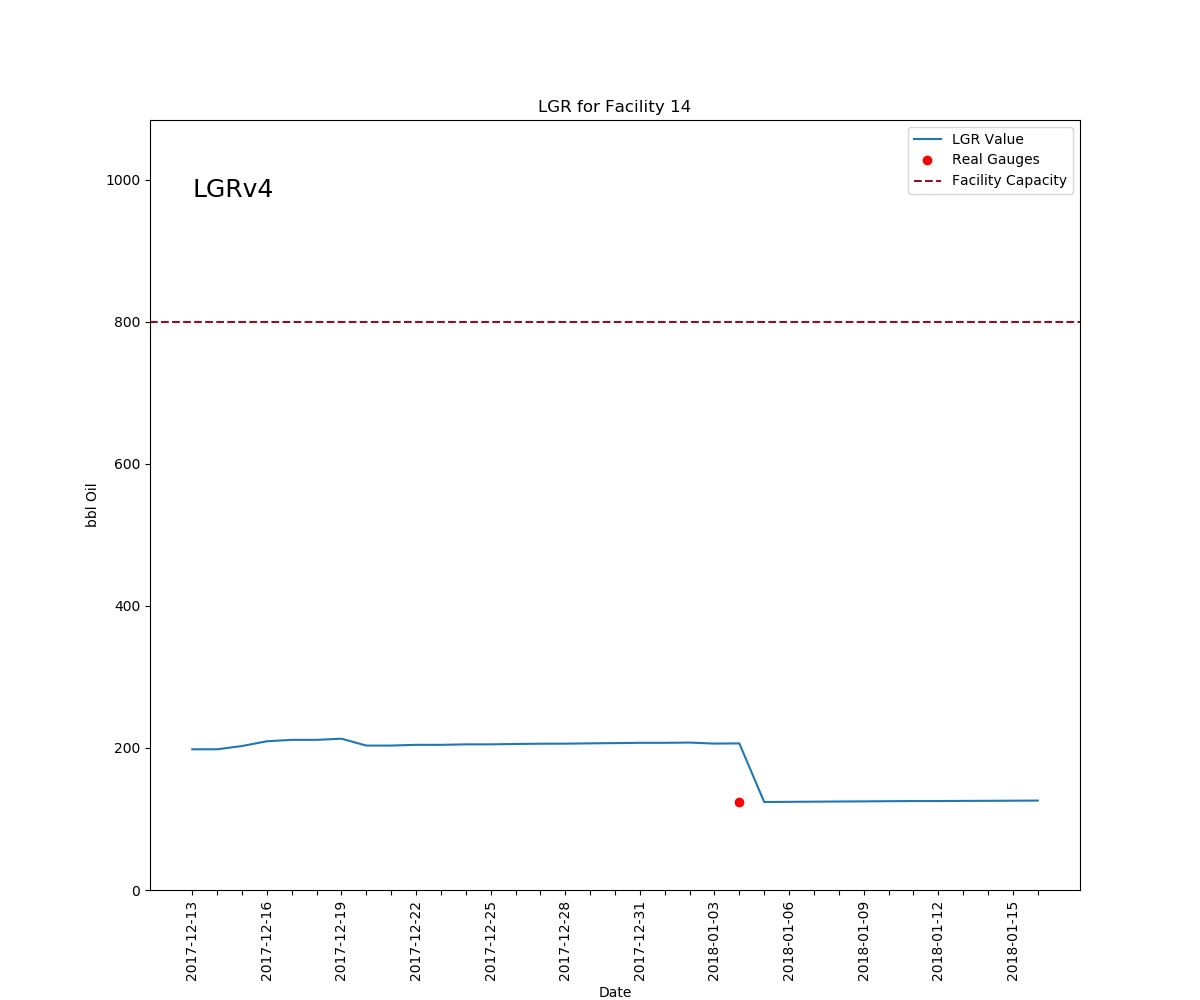 LGR for Facility 14
LGRv4
LGR Value
Real Gauges
Facility Capacity
bbl Oil
1000
800
600
400
200
0
2017-12-13
2017-12-16
2017-12-19
2017-12-22
2017-12-25
2017-12-28
2017-12-31
2018-01-03
2018-01-06
2018-01-09
2018-01-12
2018-01-15
Date